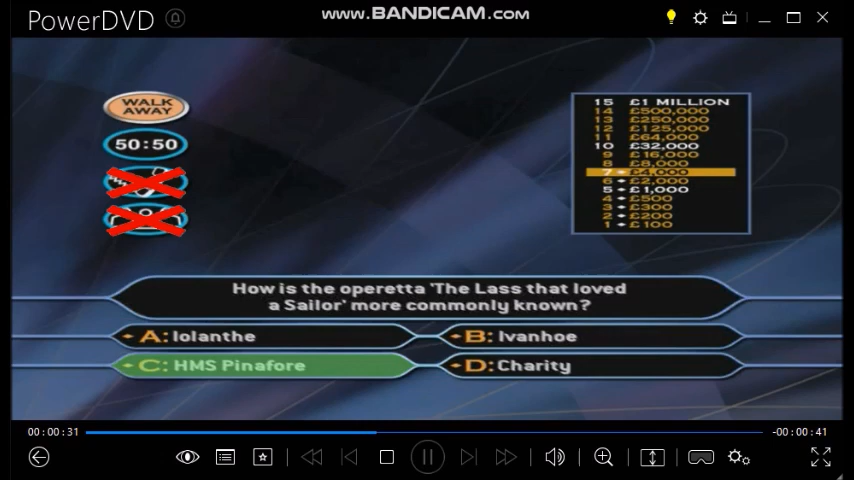 PowerDVD
www.BANDICAM.com
WALK
AWAY
50:50
15 £1 MILLION
14 £500,000
13 £250,000
12 £125,000
11 £64,000
10 £32,000
9 £16,000
8 £8,000
7 £4,000
6 £2,000
5 £1,000
4 £500
3 £300
2 £200
1 £100
How is the operetta 'The Lass that loved
a Sailor' more commonly known?
A: Iolanthe
B: Ivanhoe
C: HMS Pinafore
D: Charity
00:00:31
-00:00:41